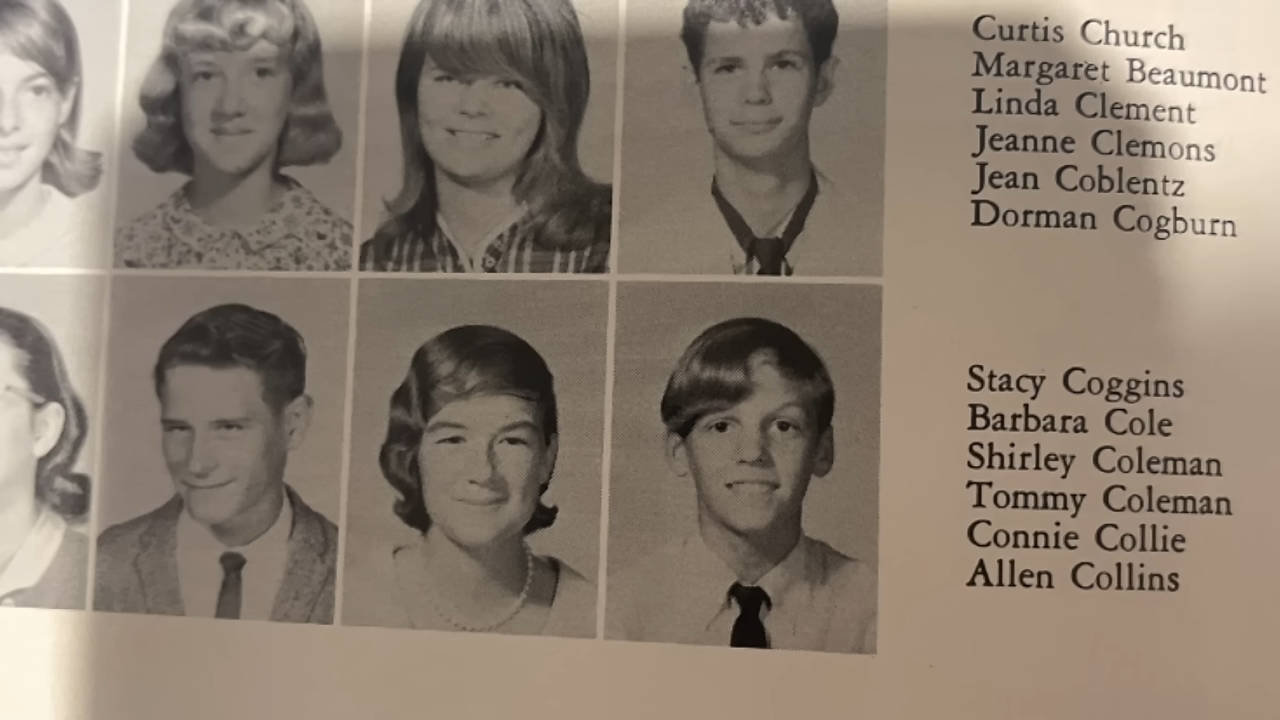 Curtis Church
Margaret Beaumont
Linda Clement
Jeanne Clemons
Jean Coblentz
Dorman Cogburn
Stacy Coggins
Barbara Cole
Shirley Coleman
Tommy Coleman
Connie Collie
Allen Collins